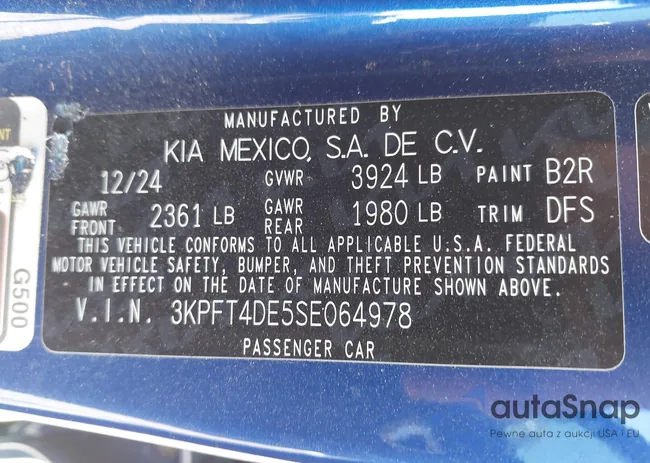 MANUFACTURED BY
KIA MEXICO, S.A. DE C.V.
12/24 GVWR 3924 LB PAINT B2R
GAWR FRONT 2361 LB GAWR REAR 1980 LB TRIM DFS
THIS VEHICLE CONFORMS TO ALL APPLICABLE U.S.A. FEDERAL
MOTOR VEHICLE SAFETY, BUMPER, AND THEFT PREVENTION STANDARDS
IN EFFECT ON THE DATE OF MANUFACTURE SHOWN ABOVE.
V.I.N. 3KPFT4DE5SE064978
PASSENGER CAR
G500
autaSnap
Pewne auta z aukcji USA i EU